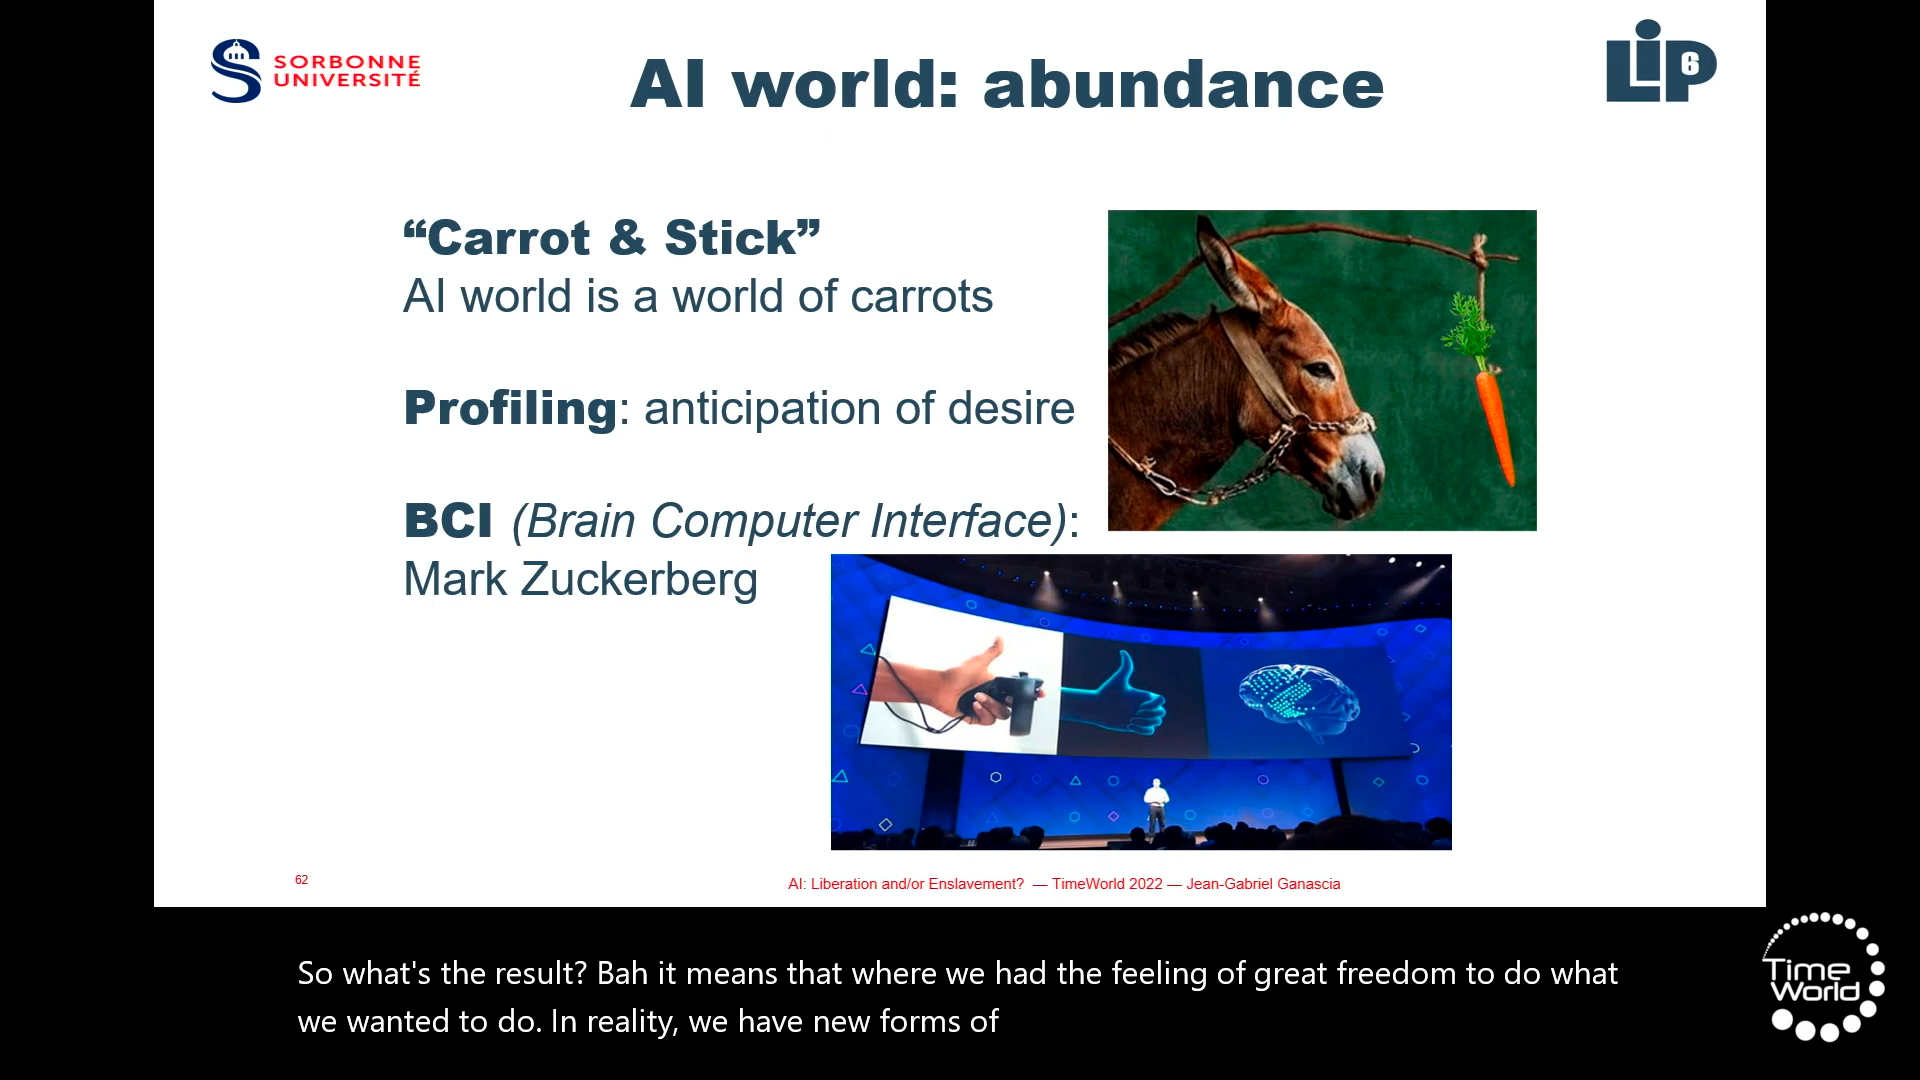 SORBONNE
UNIVERSITÉ
AI world: abundance
LIP6
“Carrot & Stick”
AI world is a world of carrots
Profiling: anticipation of desire
BCI (Brain Computer Interface):
Mark Zuckerberg
62
AI: Liberation and/or Enslavement? — TimeWorld 2022 — Jean-Gabriel Ganascia
So what's the result? Bah it means that where we had the feeling of great freedom to do what
we wanted to do. In reality, we have new forms of
Time
World